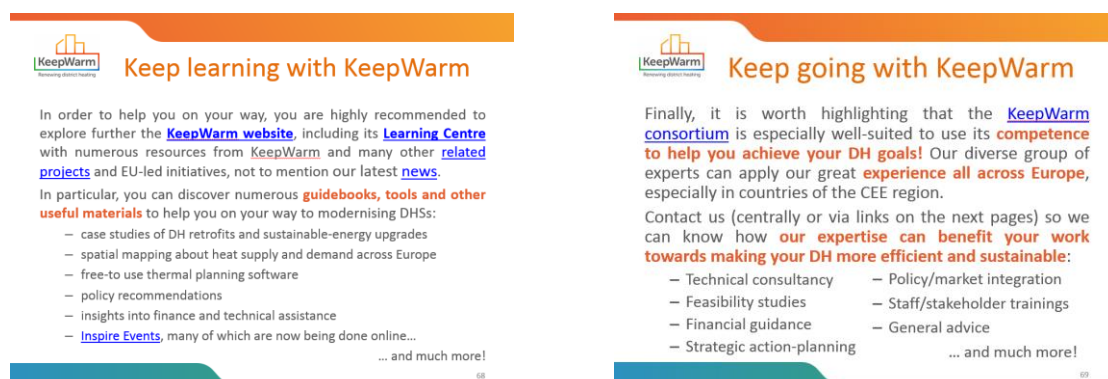 KeepWarm
Renewing district heating
Keep learning with KeepWarm
In order to help you on your way, you are highly recommended to
explore further the KeepWarm website, including its Learning Centre
with numerous resources from KeepWarm and many other related
projects and EU-led initiatives, not to mention our latest news.
In particular, you can discover numerous guidebooks, tools and other
useful materials to help you on your way to modernising DHSs:
– case studies of DH retrofits and sustainable-energy upgrades
– spatial mapping about heat supply and demand across Europe
– free-to use thermal planning software
– policy recommendations
– insights into finance and technical assistance
– Inspire Events, many of which are now being done online…
… and much more!
68
KeepWarm
Renewing district heating
Keep going with KeepWarm
Finally, it is worth highlighting that the KeepWarm
consortium is especially well-suited to use its competence
to help you achieve your DH goals! Our diverse group of
experts can apply our great experience all across Europe,
especially in countries of the CEE region.
Contact us (centrally or via links on the next pages) so we
can know how our expertise can benefit your work
towards making your DH more efficient and sustainable:
– Technical consultancy
– Feasibility studies
– Financial guidance
– Strategic action-planning
– Policy/market integration
– Staff/stakeholder trainings
– General advice
… and much more!
69